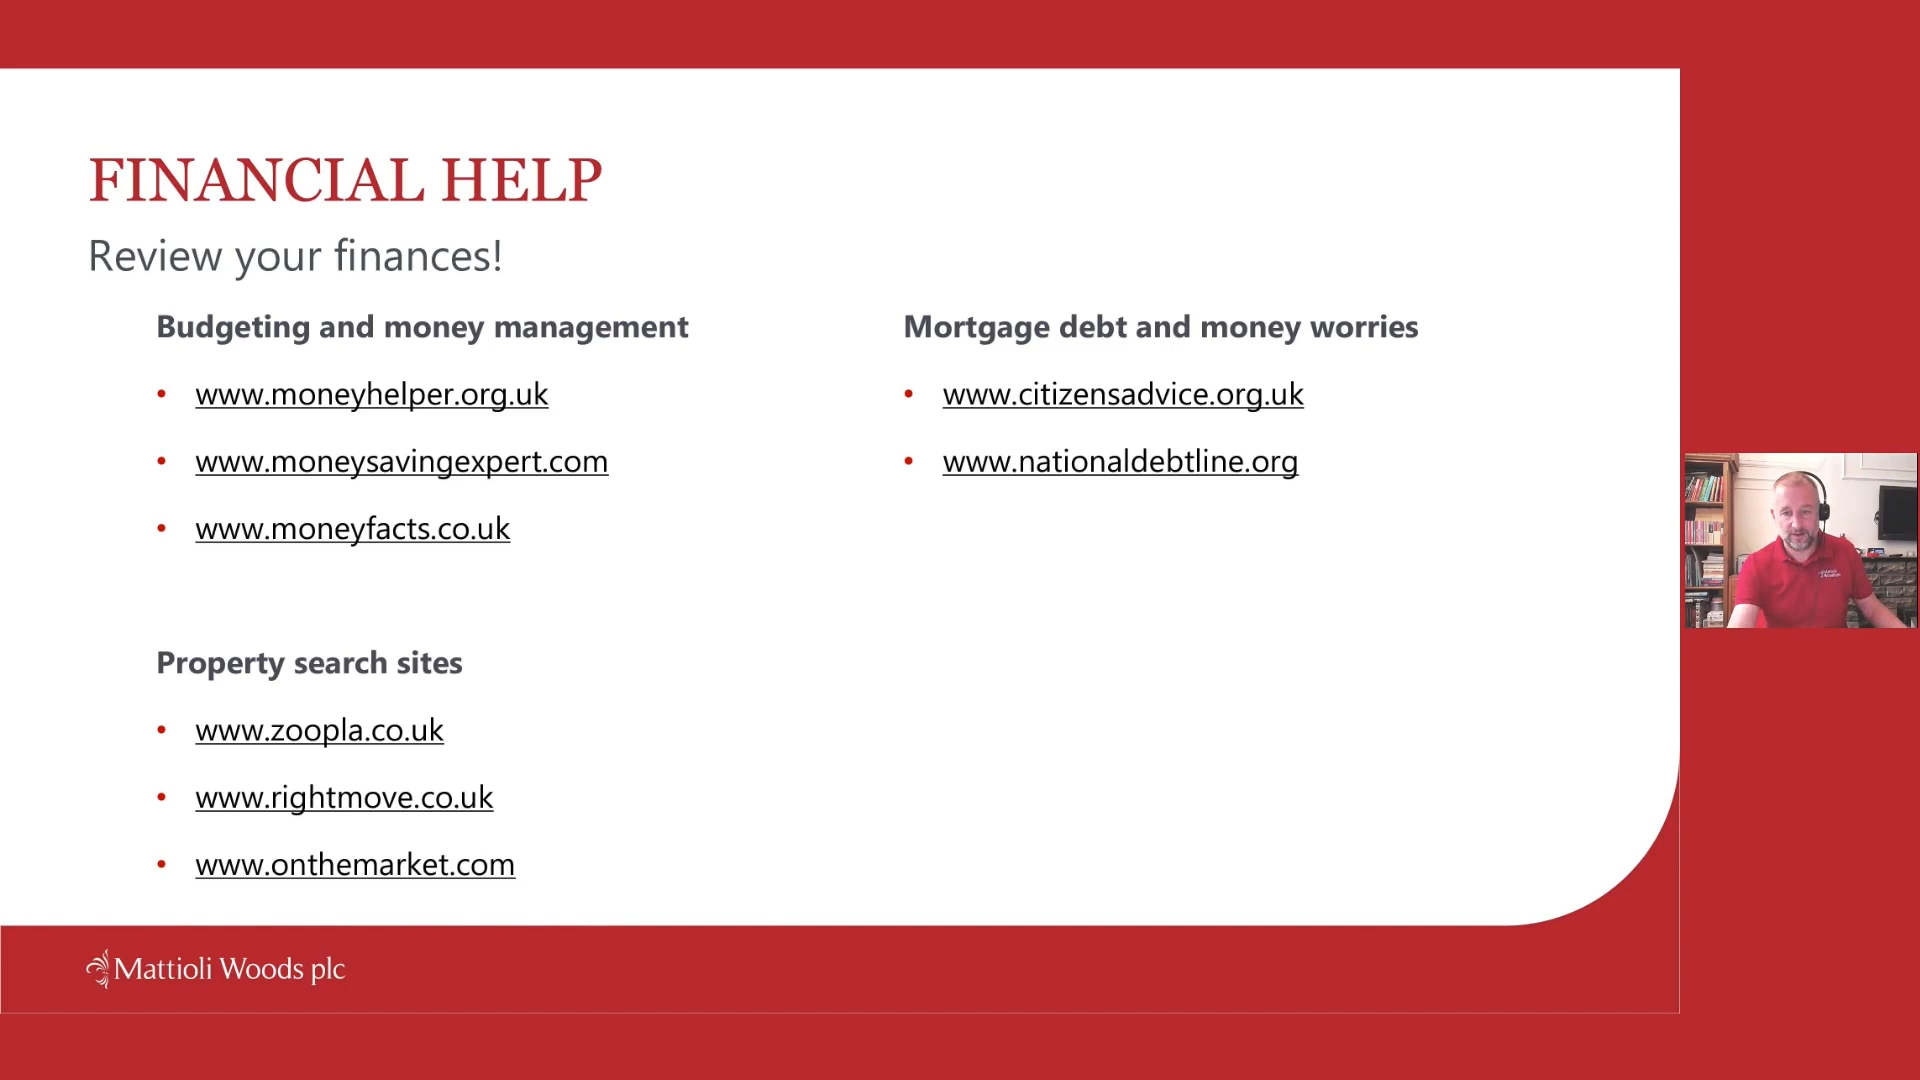 FINANCIAL HELP
Review your finances!
Budgeting and money management
• www.moneyhelper.org.uk
• www.moneysavingexpert.com
• www.moneyfacts.co.uk
Property search sites
• www.zoopla.co.uk
• www.rightmove.co.uk
• www.onthemarket.com
Mortgage debt and money worries
• www.citizensadvice.org.uk
• www.nationaldebtline.org
Mattioli Woods plc